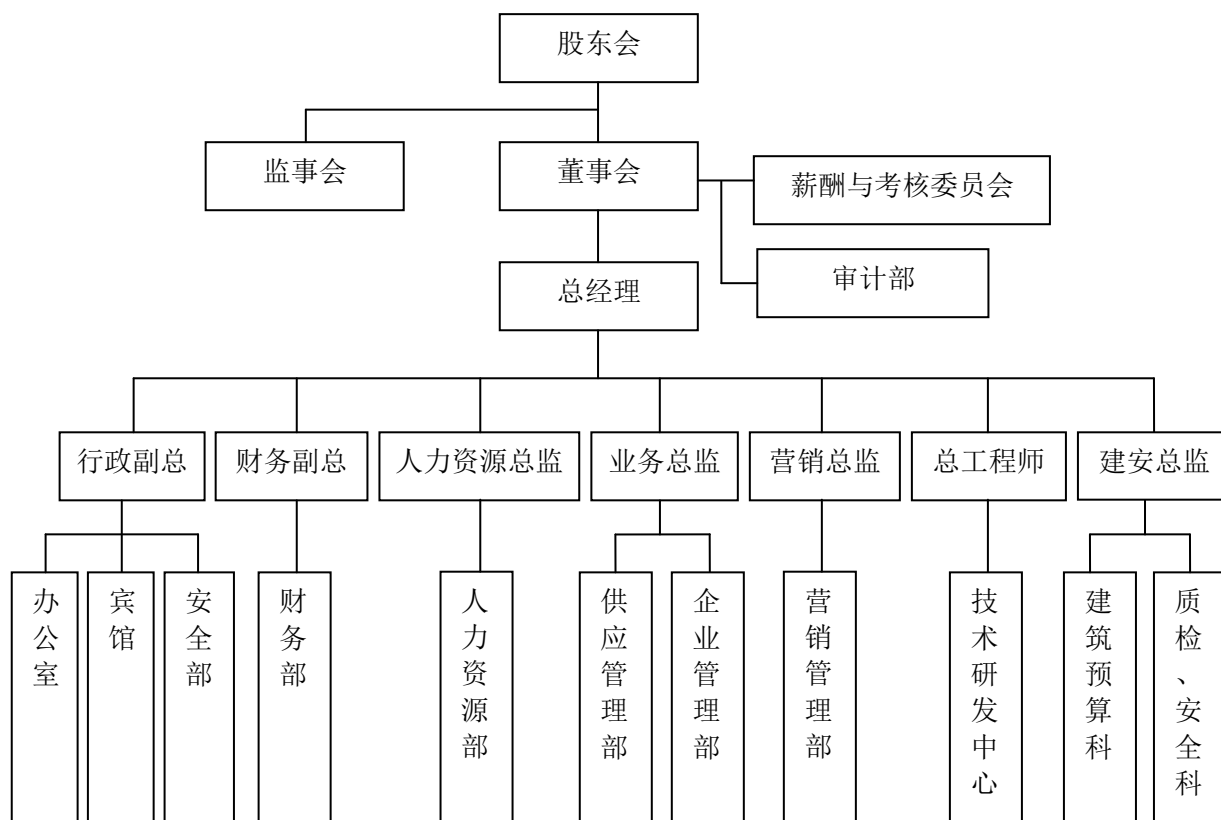 股东会
监事会
董事会
薪酬与考核委员会
总经理
审计部
行政副总
财务副总
人力资源总监
业务总监
营销总监
总工程师
建安总监
办公室
宾馆
安全部
财务部
人力资源部
供应管理部
企业管理部
营销管理部
技术研发中心
建筑预算科
质检、安全科